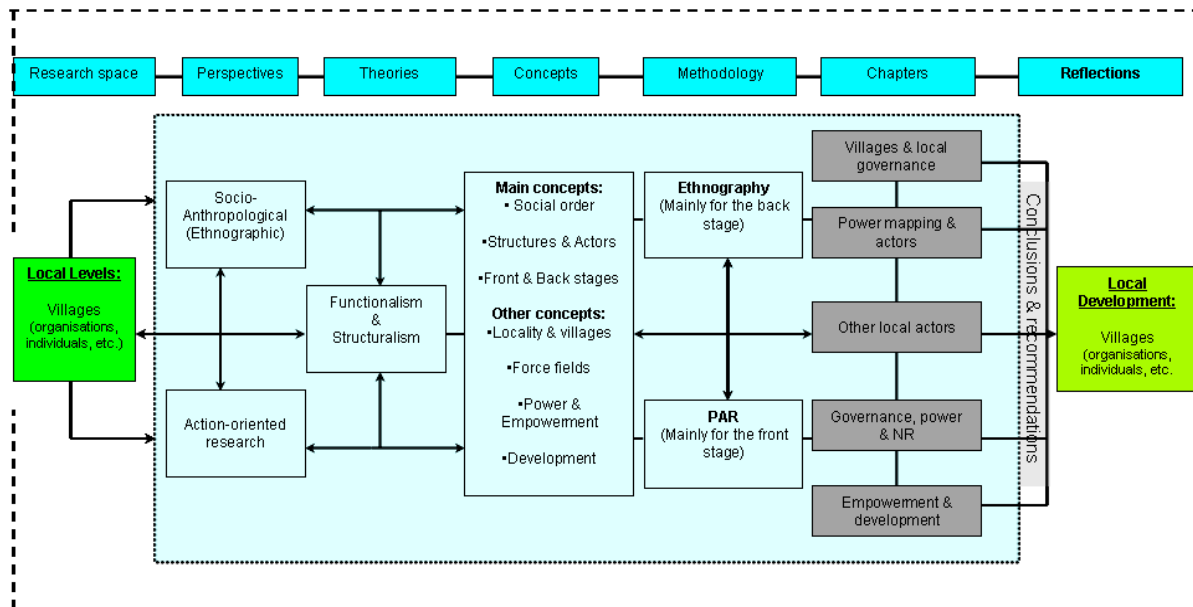 Research space
Perspectives
Theories
Concepts
Methodology
Chapters
Reflections
Local Levels:
Villages
(organisations,
individuals, etc.)
Socio-
Anthropological
(Ethnographic)
Action-oriented
research
Functionalism
&
Structuralism
Main concepts:
▪ Social order
▪Structures & Actors
▪Front & Back stages
Other concepts:
▪Locality & villages
▪Force fields
▪Power &
Empowerment
▪Development
Ethnography
(Mainly for the back
stage)
PAR
(Mainly for the front
stage)
Villages & local
governance
Power mapping &
actors
Other local actors
Governance, power
& NR
Empowerment &
development
Conclusions & recommendations
Local
Development:
Villages
(organisations,
individuals, etc.